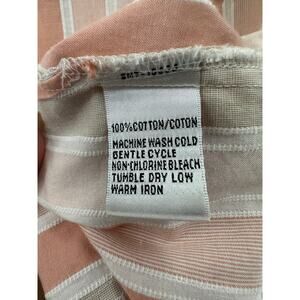 100%COTTON/COTON
MACHINE WASH COLD
GENTLE CYCLE
NON-CHLORINE BLEACH
TUMBLE DRY LOW
WARM IRON